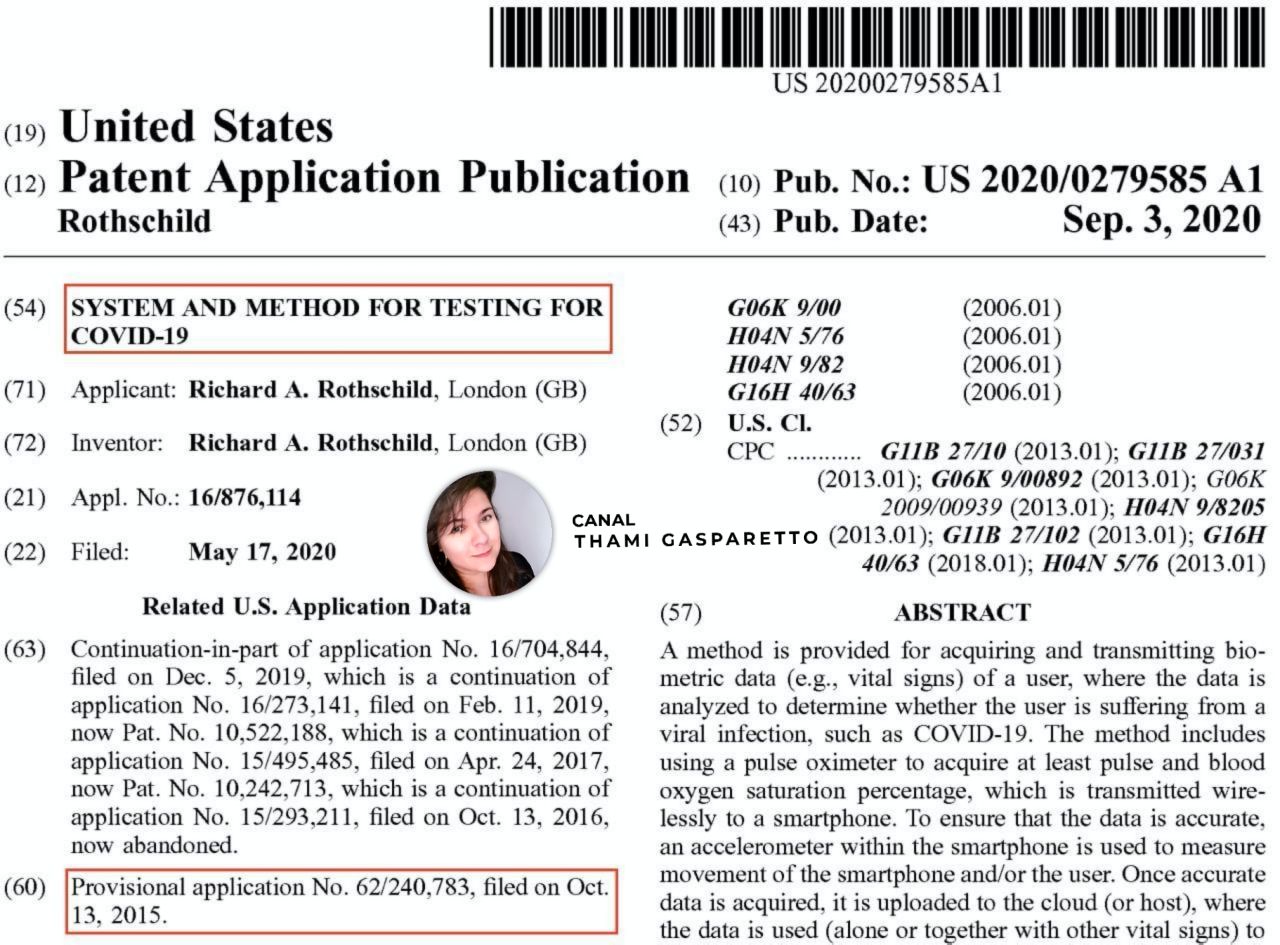 US 20200279585A1
(19) United States
(12) Patent Application Publication
Rothschild
(10) Pub. No.: US 2020/0279585 A1
(43) Pub. Date: Sep. 3, 2020
(54) SYSTEM AND METHOD FOR TESTING FOR
COVID-19
(71) Applicant: Richard A. Rothschild, London (GB)
(72) Inventor: Richard A. Rothschild, London (GB)
(21) Appl. No.: 16/876,114
(22) Filed: May 17, 2020
Related U.S. Application Data
(63) Continuation-in-part of application No. 16/704,844,
filed on Dec. 5, 2019, which is a continuation of
application No. 16/273,141, filed on Feb. 11, 2019,
now Pat. No. 10,522,188, which is a continuation of
application No. 15/495,485, filed on Apr. 24, 2017,
now Pat. No. 10,242,713, which is a continuation of
application No. 15/293,211, filed on Oct. 13, 2016,
now abandoned.
(60) Provisional application No. 62/240,783, filed on Oct.
13, 2015.
CANAL
THAMI GASPARETTO
G06K 9/00 (2006.01)
H04N 5/76 (2006.01)
H04N 9/82 (2006.01)
G16H 40/63 (2006.01)
(52) U.S. Cl.
CPC ............ G11B 27/10 (2013.01); G11B 27/031
(2013.01); G06K 9/00892 (2013.01); G06K
2009/00939 (2013.01); H04N 9/8205
(2013.01); G11B 27/102 (2013.01); G16H
40/63 (2018.01); H04N 5/76 (2013.01)
(57) ABSTRACT
A method is provided for acquiring and transmitting bio-
metric data (e.g., vital signs) of a user, where the data is
analyzed to determine whether the user is suffering from a
viral infection, such as COVID-19. The method includes
using a pulse oximeter to acquire at least pulse and blood
oxygen saturation percentage, which is transmitted wire-
lessly to a smartphone. To ensure that the data is accurate,
an accelerometer within the smartphone is used to measure
movement of the smartphone and/or the user. Once accurate
data is acquired, it is uploaded to the cloud (or host), where
the data is used (alone or together with other vital signs) to